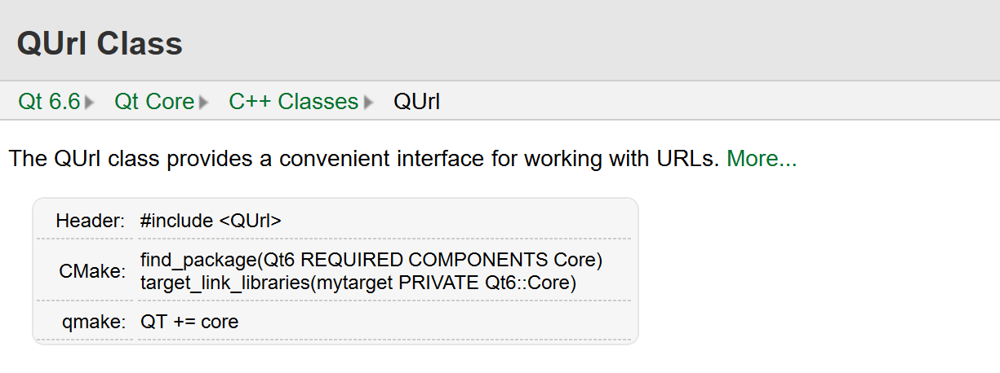 QUrl Class
Qt 6.6 Qt Core C++ Classes QUrl
The QUrl class provides a convenient interface for working with URLs. More...
Header: #include <QUrl>
CMake: find_package(Qt6 REQUIRED COMPONENTS Core)
target_link_libraries(mytarget PRIVATE Qt6::Core)
qmake: QT += core